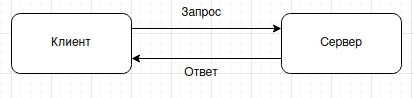 Запрос
Клиент
Сервер
Ответ